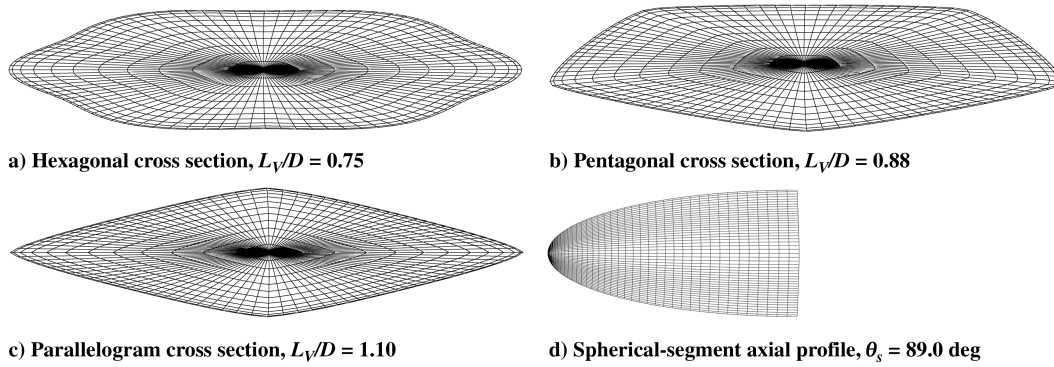 a) Hexagonal cross section, L_V/D = 0.75
b) Pentagonal cross section, L_V/D = 0.88
c) Parallelogram cross section, L_V/D = 1.10
d) Spherical-segment axial profile, θ_s = 89.0 deg